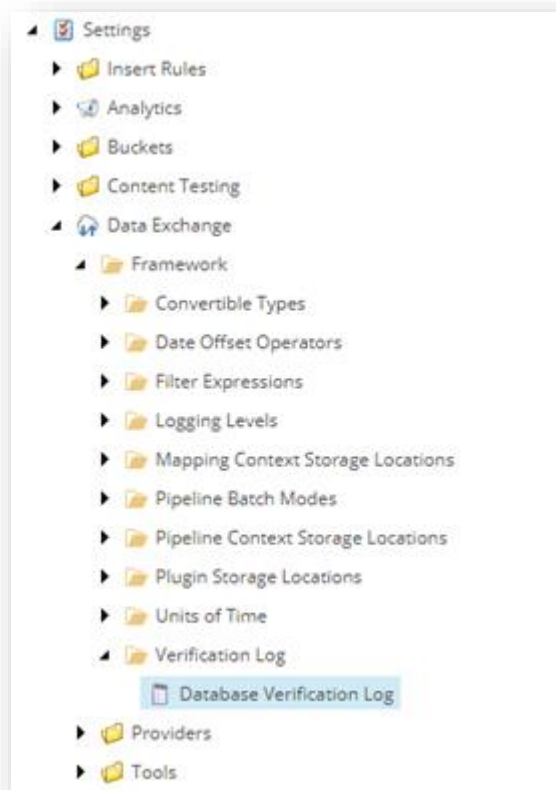 Settings
Insert Rules
Analytics
Buckets
Content Testing
Data Exchange
Framework
Convertible Types
Date Offset Operators
Filter Expressions
Logging Levels
Mapping Context Storage Locations
Pipeline Batch Modes
Pipeline Context Storage Locations
Plugin Storage Locations
Units of Time
Verification Log
Database Verification Log
Providers
Tools